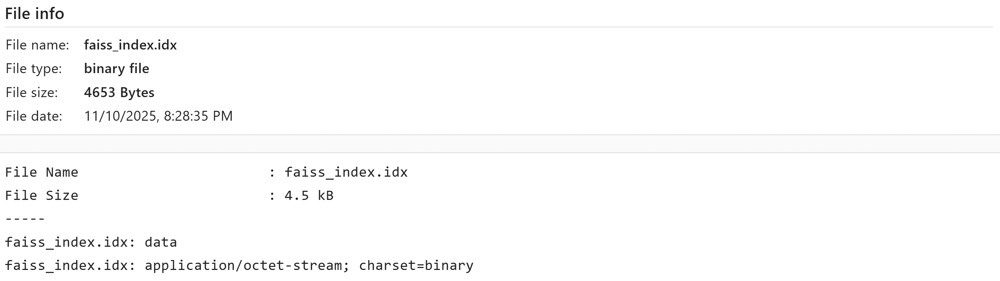 File info
File name: faiss_index.idx
File type: binary file
File size: 4653 Bytes
File date: 11/10/2025, 8:28:35 PM
File Name                       : faiss_index.idx
File Size                       : 4.5 kB
-----
faiss_index.idx: data
faiss_index.idx: application/octet-stream; charset=binary